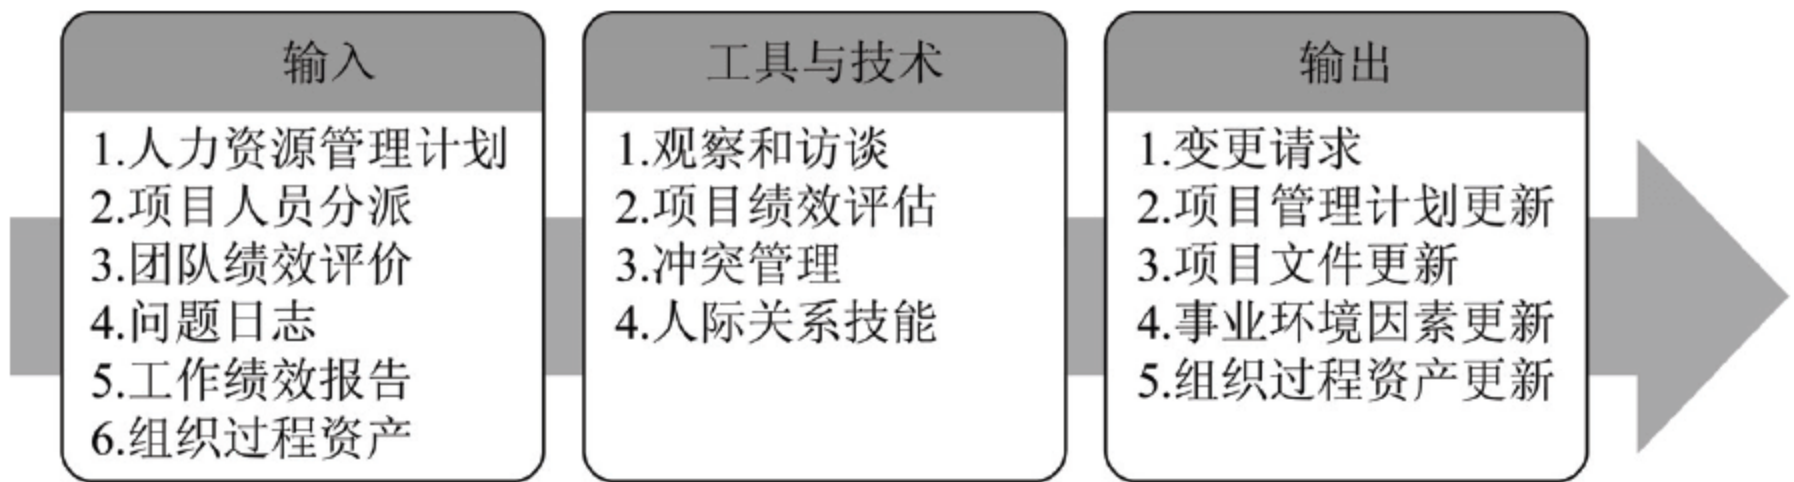 输入
1.人力资源管理计划
2.项目人员分派
3.团队绩效评价
4.问题日志
5.工作绩效报告
6.组织过程资产
工具与技术
1.观察和访谈
2.项目绩效评估
3.冲突管理
4.人际关系技能
输出
1.变更请求
2.项目管理计划更新
3.项目文件更新
4.事业环境因素更新
5.组织过程资产更新